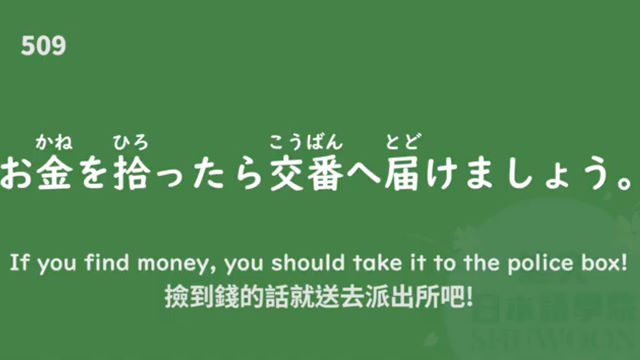 509
かね ひろ こうばん とど
お金を拾ったら交番へ届けましょう。
If you find money, you should take it to the police box!
撿到錢的話就送去派出所吧!
日本語學院
SHUWOON